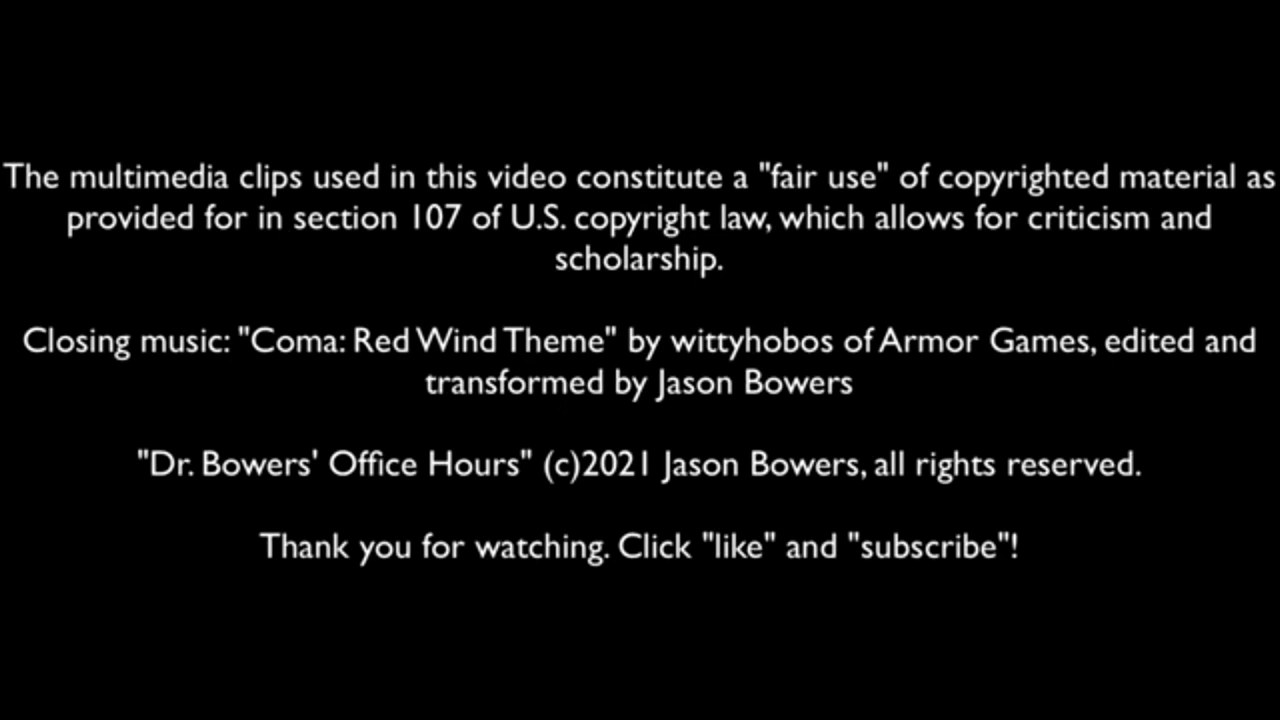 The multimedia clips used in this video constitute a "fair use" of copyrighted material as
provided for in section 107 of U.S. copyright law, which allows for criticism and
scholarship.
Closing music: "Coma: Red Wind Theme" by wittyhobos of Armor Games, edited and
transformed by Jason Bowers
"Dr. Bowers' Office Hours" (c)2021 Jason Bowers, all rights reserved.
Thank you for watching. Click "like" and "subscribe"!